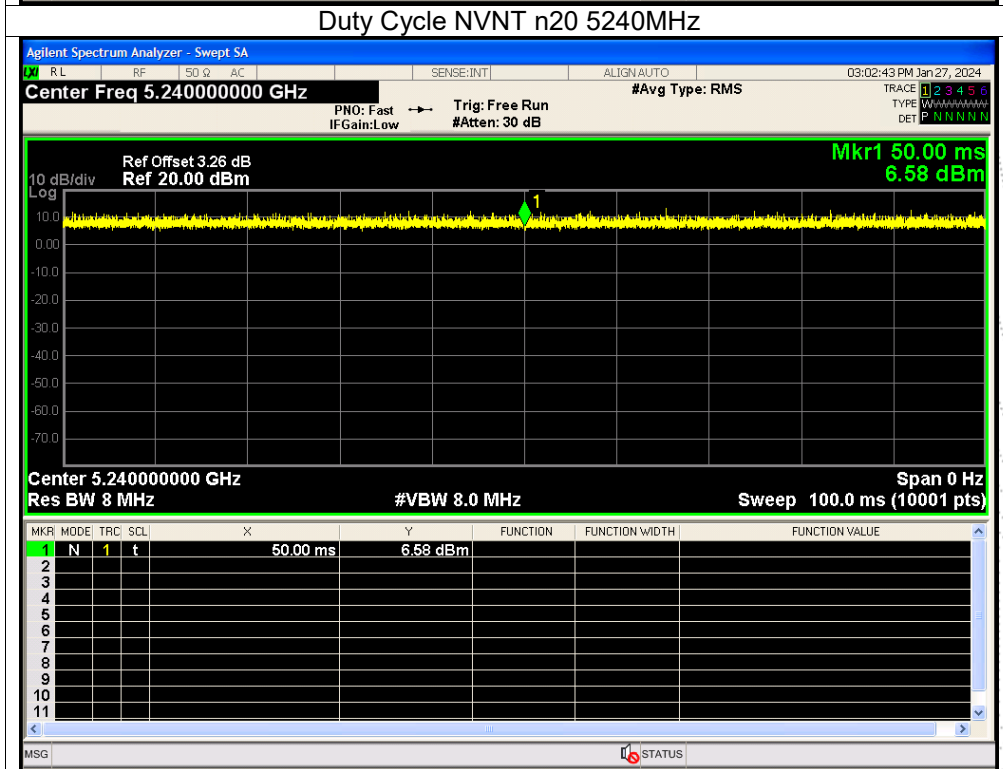 Duty Cycle NVNT n20 5240MHz
Agilent Spectrum Analyzer - Swept SA
LXI RL RF 50 Ω AC SENSE:INT ALIGN AUTO 03:02:43 PM Jan 27, 2024
Center Freq 5.240000000 GHz #Avg Type: RMS TRACE 1 2 3 4 5 6
PNO: Fast Trig: Free Run TYPE WWWWWW
IFGain:Low #Atten: 30 dB DET P N N N N N
Mkr1 50.00 ms
Ref Offset 3.26 dB
10 dB/div Ref 20.00 dBm 6.58 dBm
Log
1
10.0
0.00
-10.0
-20.0
-30.0
-40.0
-50.0
-60.0
-70.0
Center 5.240000000 GHz Span 0 Hz
Res BW 8 MHz #VBW 8.0 MHz Sweep 100.0 ms (10001 pts)
MKR MODE TRC SCL X Y FUNCTION FUNCTION WIDTH FUNCTION VALUE
1 N 1 t 50.00 ms 6.58 dBm
2
3
4
5
6
7
8
9
10
11
MSG STATUS